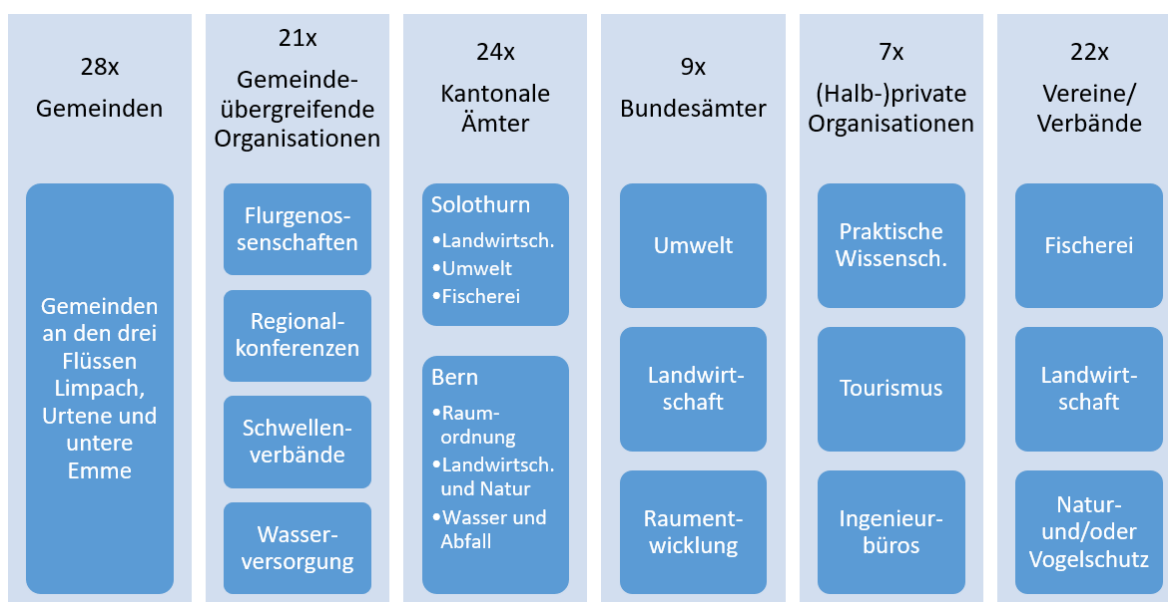 28x
Gemeinden
Gemeinden
an den drei
Flüssen
Limpach,
Urtene und
untere
Emme
21x
Gemeinde-
übergreifende
Organisationen
Flurgenos-
senschaften
Regional-
konferenzen
Schwellen-
verbände
Wasser-
versorgung
24x
Kantonale
Ämter
Solothurn
•Landwirtsch.
•Umwelt
•Fischerei
Bern
•Raum-
ordnung
•Landwirtsch.
und Natur
•Wasser und
Abfall
9x
Bundesämter
Umwelt
Landwirt-
schaft
Raument-
wicklung
7x
(Halb-)private
Organisationen
Praktische
Wissensch.
Tourismus
Ingenieur-
büros
22x
Vereine/
Verbände
Fischerei
Landwirt-
schaft
Natur-
und/oder
Vogelschutz